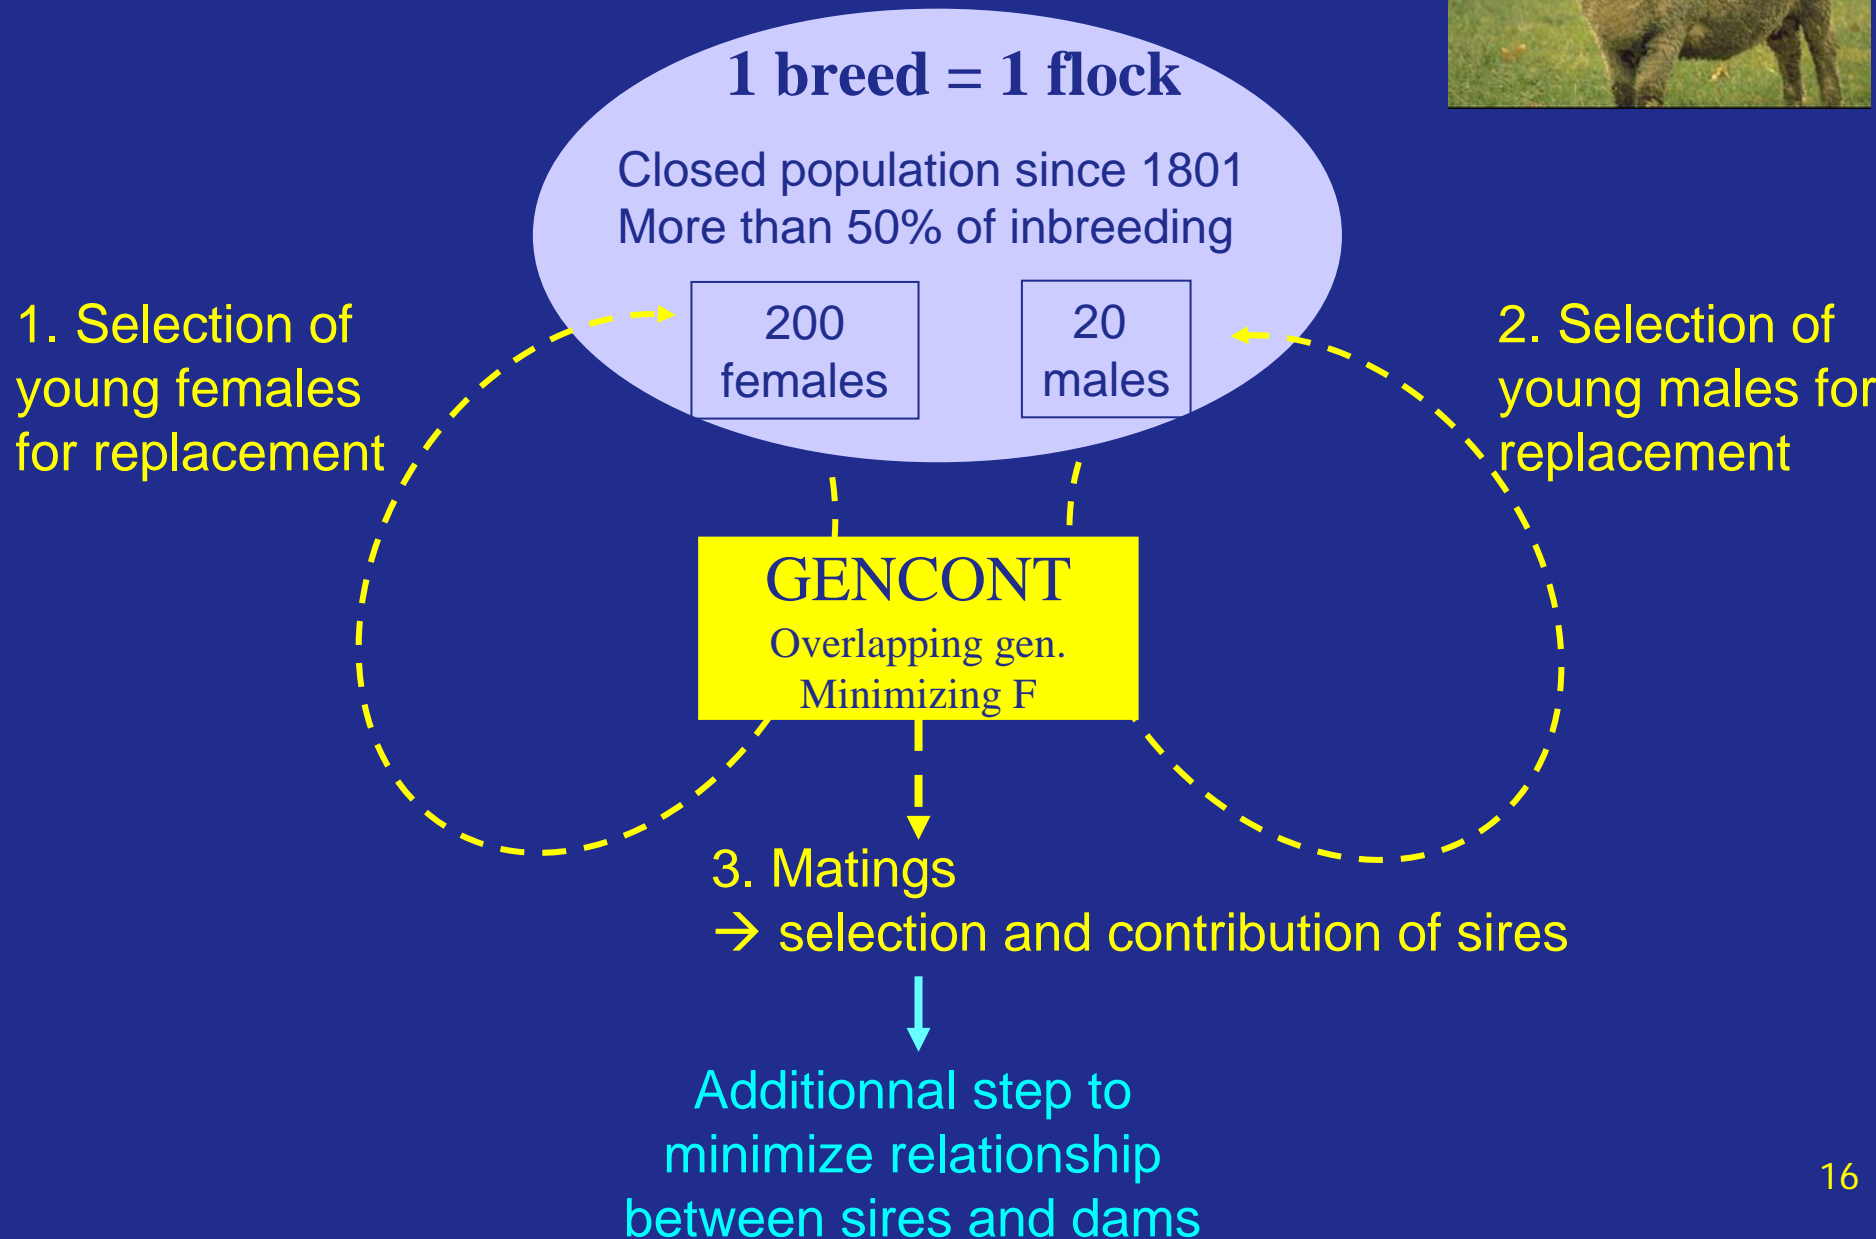 1 breed = 1 flock
Closed population since 1801
More than 50% of inbreeding
200
females
20
males
1. Selection of
young females
for replacement
2. Selection of
young males for
replacement
GENCONT
Overlapping gen.
Minimizing F
3. Matings
→ selection and contribution of sires
Additionnal step to
minimize relationship
between sires and dams
16